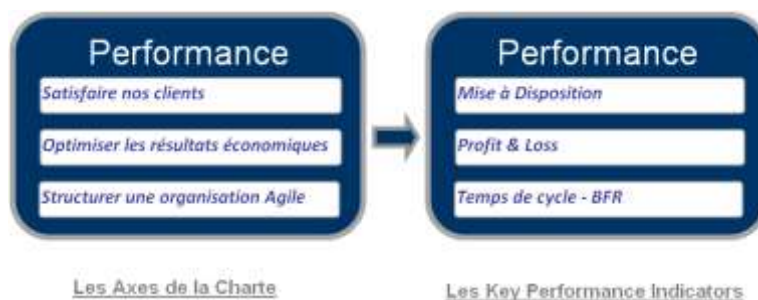 Performance
Satisfaire nos clients
Optimiser les résultats économiques
Structurer une organisation Agile
Les Axes de la Charte
Performance
Mise à Disposition
Profit & Loss
Temps de cycle - BFR
Les Key Performance Indicators